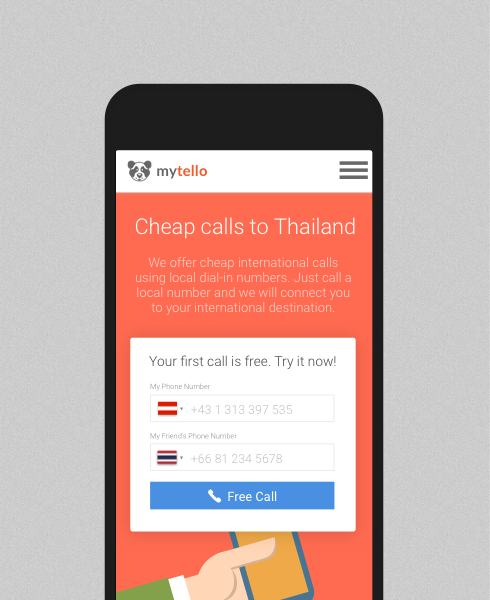 mytello
Cheap calls to Thailand
We offer cheap international calls
using local dial-in numbers. Just call a
local number and we will connect you
to your international destination.
Your first call is free. Try it now!
My Phone Number
+43 1 313 397 535
My Friend's Phone Number
+66 81 234 5678
Free Call